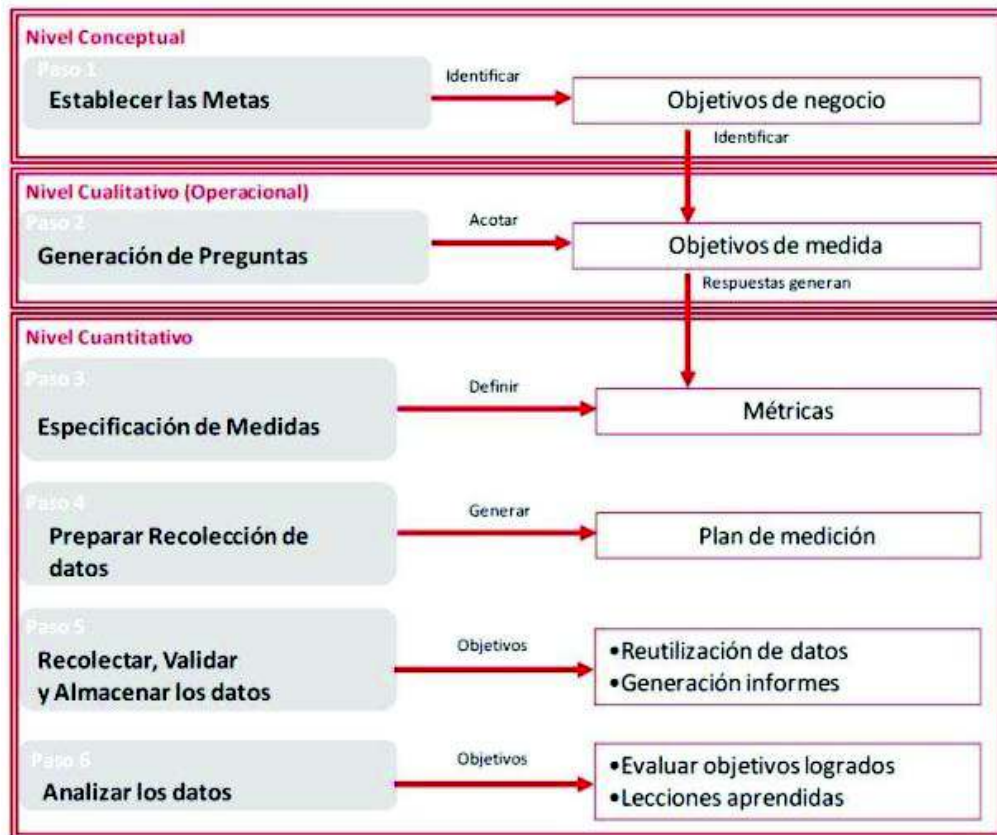 Nivel Conceptual
Paso 1
Establecer las Metas
Identificar
Objetivos de negocio
Identificar
Nivel Cualitativo (Operacional)
Paso 2
Generación de Preguntas
Acotar
Objetivos de medida
Respuestas generan
Nivel Cuantitativo
Paso 3
Especificación de Medidas
Definir
Métricas
Paso 4
Preparar Recolección de
datos
Generar
Plan de medición
Paso 5
Recolectar, Validar
y Almacenar los datos
Objetivos
•Reutilización de datos
•Generación informes
Paso 6
Analizar los datos
Objetivos
•Evaluar objetivos logrados
•Lecciones aprendidas